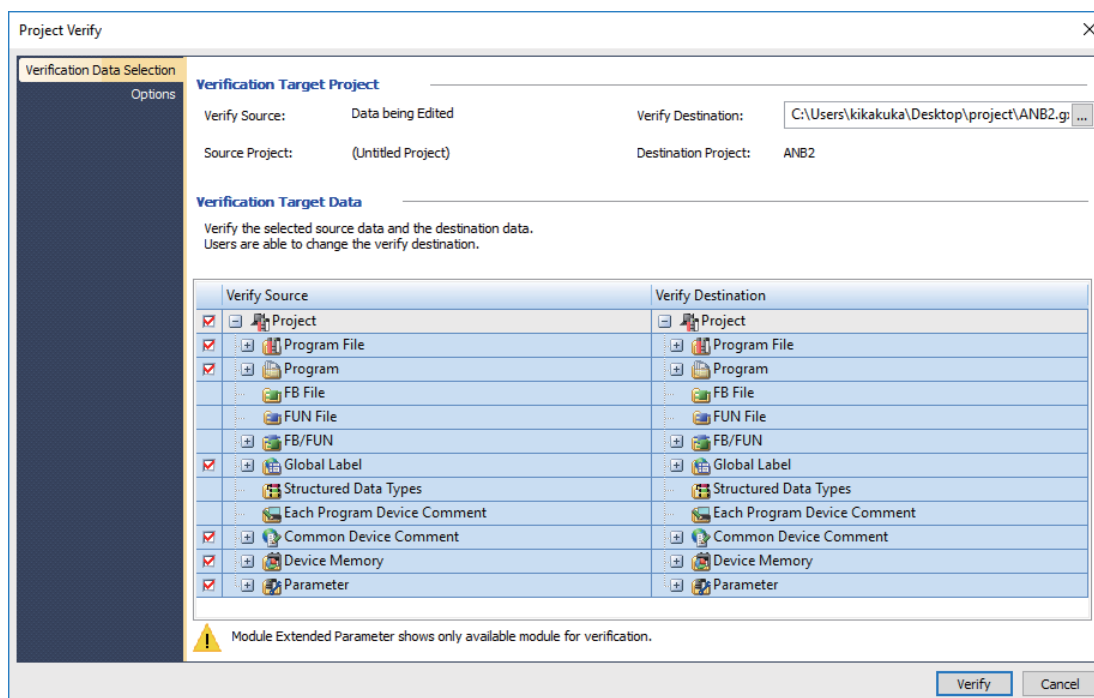 Project Verify
Verification Data Selection
Options
Verification Target Project
Verify Source: Data being Edited Verify Destination: C:\Users\kikakuka\Desktop\project\ANB2.g ...
Source Project: (Untitled Project) Destination Project: ANB2
Verification Target Data
Verify the selected source data and the destination data.
Users are able to change the verify destination.
Verify Source Verify Destination
Project Project
Program File Program File
Program Program
FB File FB File
FUN File FUN File
FB/FUN FB/FUN
Global Label Global Label
Structured Data Types Structured Data Types
Each Program Device Comment Each Program Device Comment
Common Device Comment Common Device Comment
Device Memory Device Memory
Parameter Parameter
Module Extended Parameter shows only available module for verification.
Verify Cancel